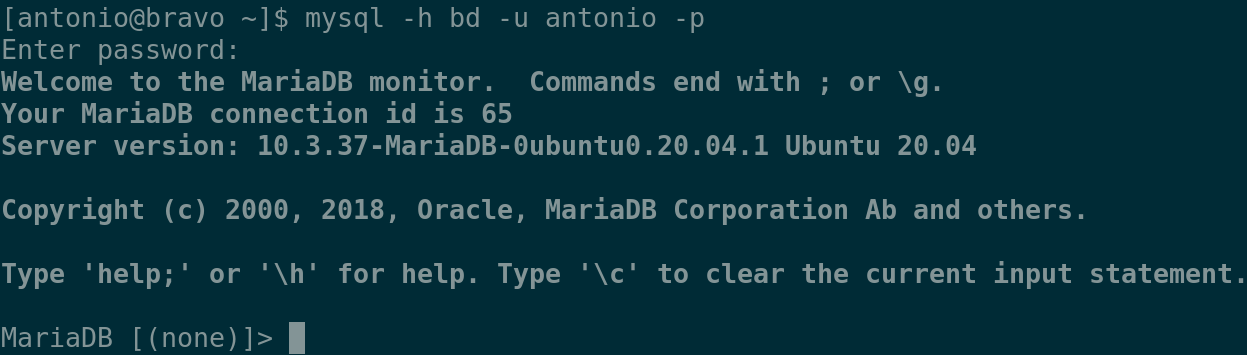 [antonio@bravo ~]$ mysql -h bd -u antonio -p
Enter password:
Welcome to the MariaDB monitor.  Commands end with ; or \g.
Your MariaDB connection id is 65
Server version: 10.3.37-MariaDB-0ubuntu0.20.04.1 Ubuntu 20.04
Copyright (c) 2000, 2018, Oracle, MariaDB Corporation Ab and others.
Type 'help;' or '\h' for help. Type '\c' to clear the current input statement.
MariaDB [(none)]>